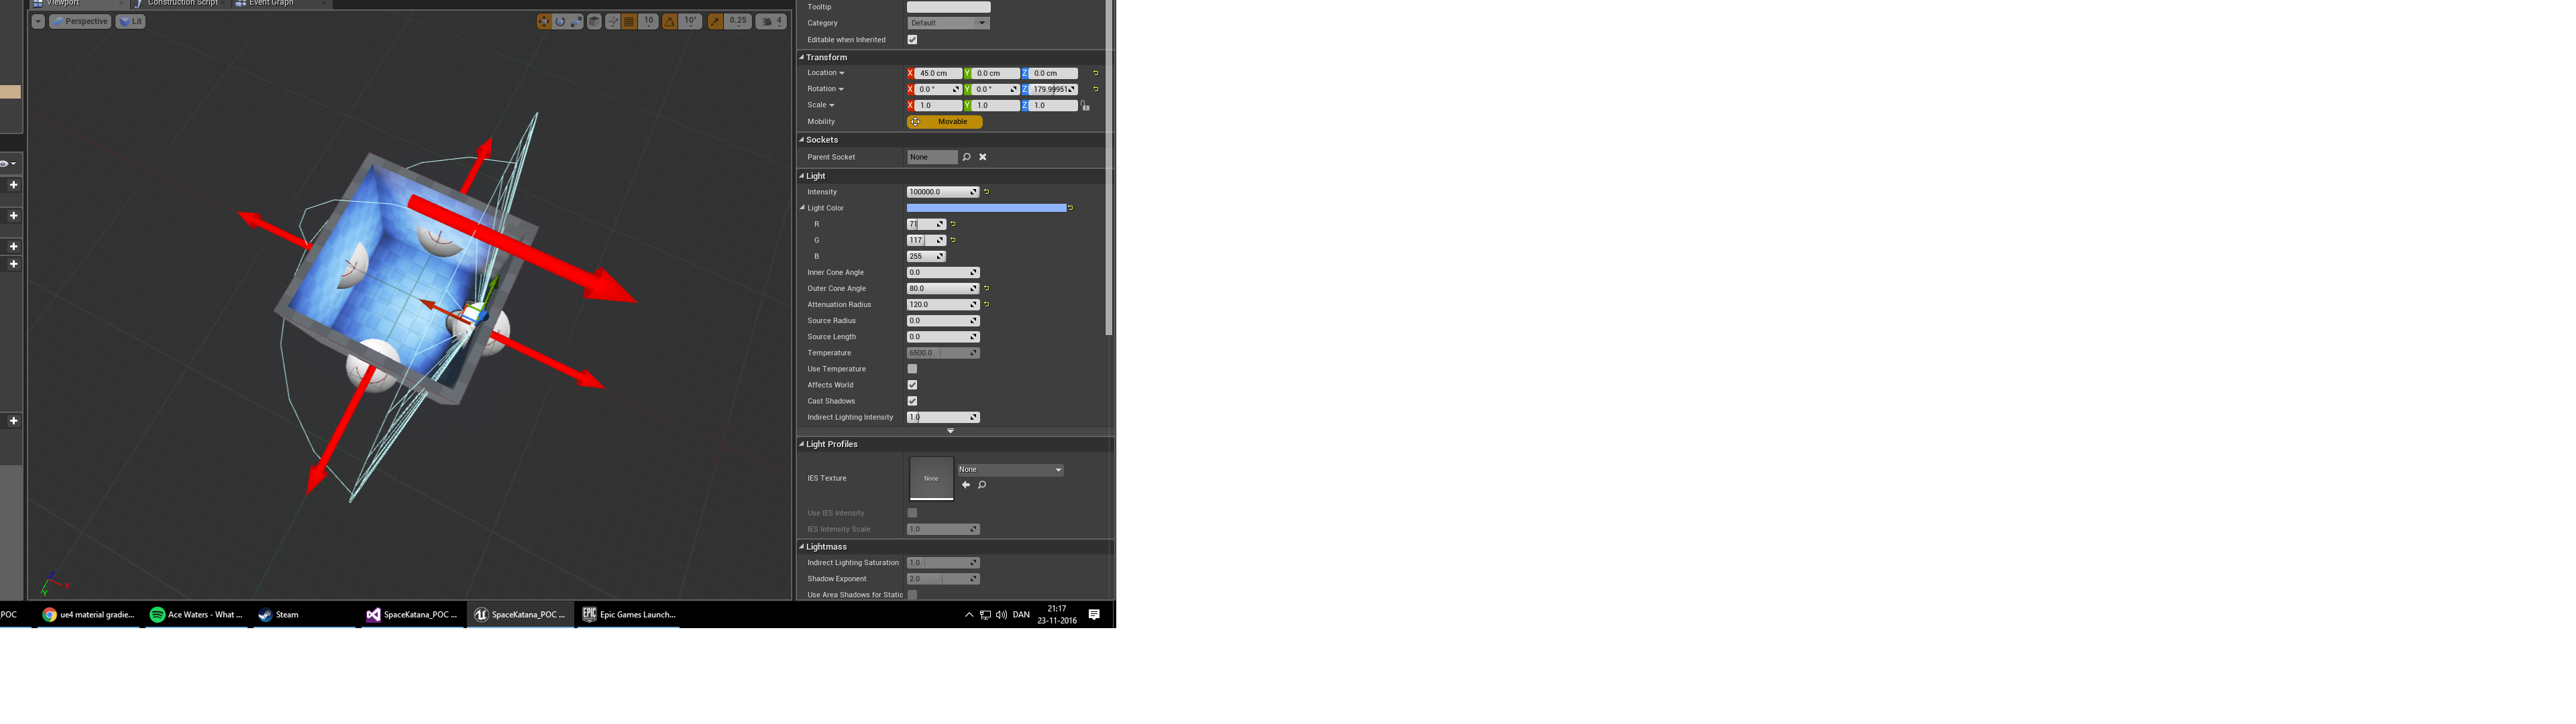 Viewport
Construction Script
Event Graph
Perspective
Lit
10
10°
0.25
4
Tooltip
Category
Default
Editable when Inherited
Transform
Location
X 45.0 cm Y 0.0 cm Z 0.0 cm
Rotation
X 0.0 ° Y 0.0 ° Z 179.99951
Scale
X 1.0 Y 1.0 Z 1.0
Mobility
Movable
Sockets
Parent Socket
None
Light
Intensity
100000.0
Light Color
R
71
G
117
B
255
Inner Cone Angle
0.0
Outer Cone Angle
80.0
Attenuation Radius
120.0
Source Radius
0.0
Source Length
0.0
Temperature
6500.0
Use Temperature
Affects World
Cast Shadows
Indirect Lighting Intensity
1.0
Light Profiles
IES Texture
None
None
Use IES Intensity
IES Intensity Scale
1.0
Lightmass
Indirect Lighting Saturation
1.0
Shadow Exponent
2.0
Use Area Shadows for Static
Z
X
Y
POC
ue4 material gradie...
Ace Waters - What ...
Steam
SpaceKatana_POC ...
SpaceKatana_POC ...
EPIC
Epic Games Launch...
DAN
21:17
23-11-2016